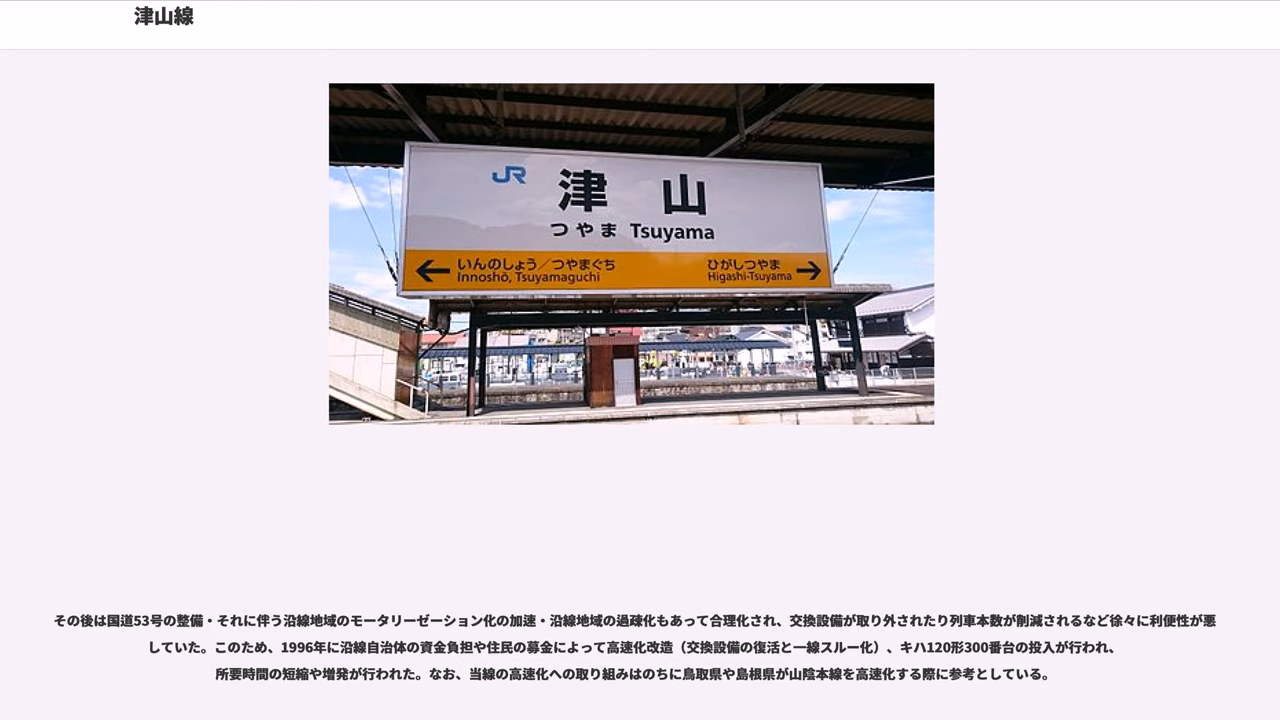 津山線
JR
津山
つやま Tsuyama
いんのしょう／つやまぐち
Innoshō, Tsuyamaguchi
ひがしつやま
Higashi-Tsuyama
その後は国道53号の整備・それに伴う沿線地域のモータリーゼーション化の加速・沿線地域の過疎化もあって合理化され、交換設備が取り外されたり列車本数が削減されるなど徐々に利便性が悪
していた。このため、1996年に沿線自治体の資金負担や住民の募金によって高速化改造（交換設備の復活と一線スルー化）、キハ120形300番台の投入が行われ、
所要時間の短縮や増発が行われた。なお、当線の高速化への取り組みはのちに鳥取県や島根県が山陰本線を高速化する際に参考としている。